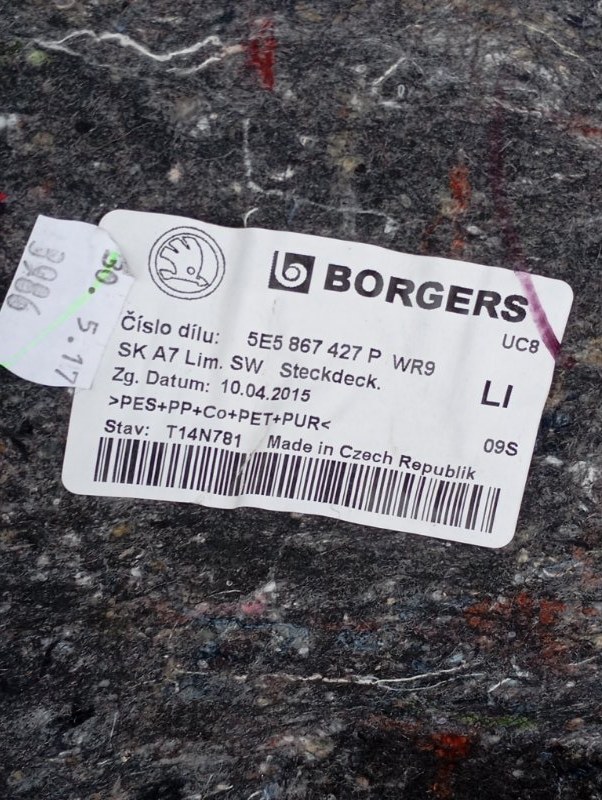 BORGERS
UC8
Číslo dílu: 5E5 867 427 P WR9
SK A7 Lim. SW Steckdeck.
LI
Zg. Datum: 10.04.2015
>PES+PP+Co+PET+PUR<
09S
Stav: T14N781 Made in Czech Republik
30. 5.17